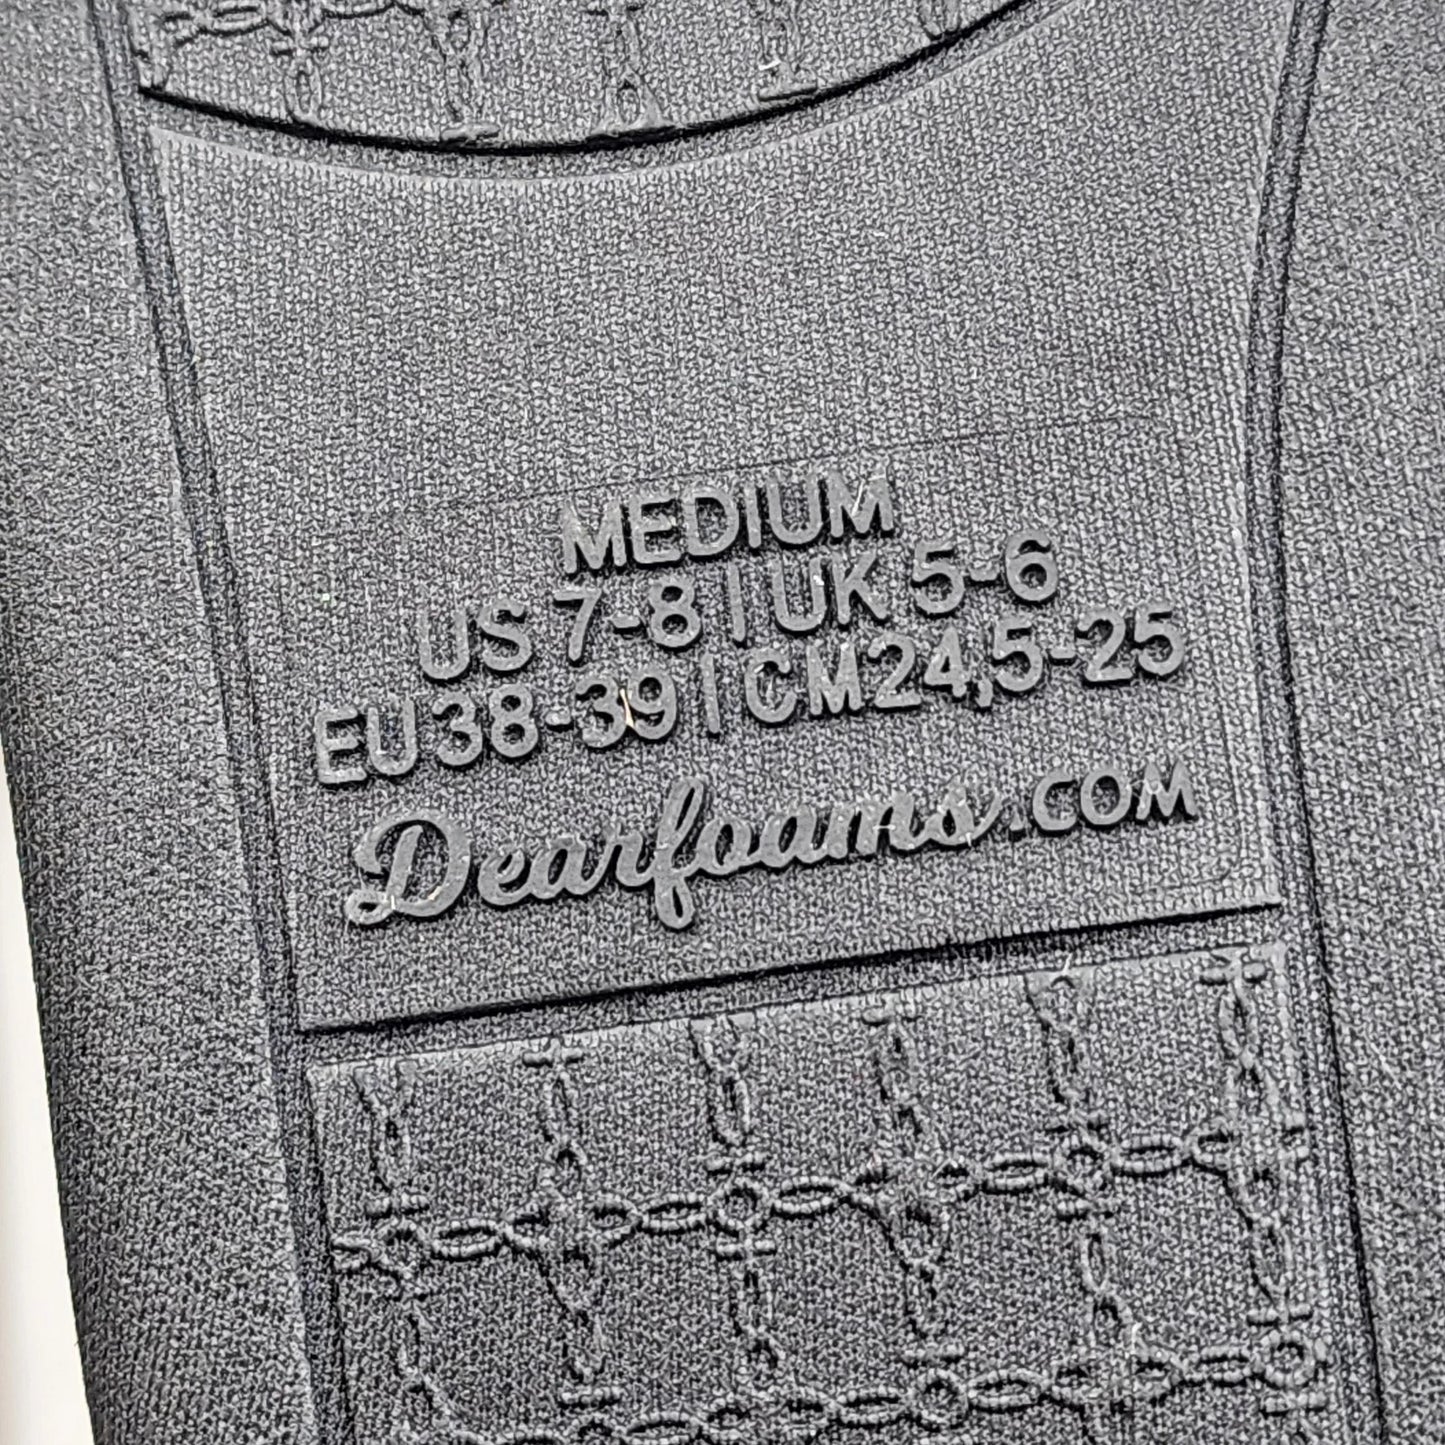 MEDIUM
US 7-8 | UK 5-6
EU 38-39 | CM 24,5-25
Dearfoams.COM